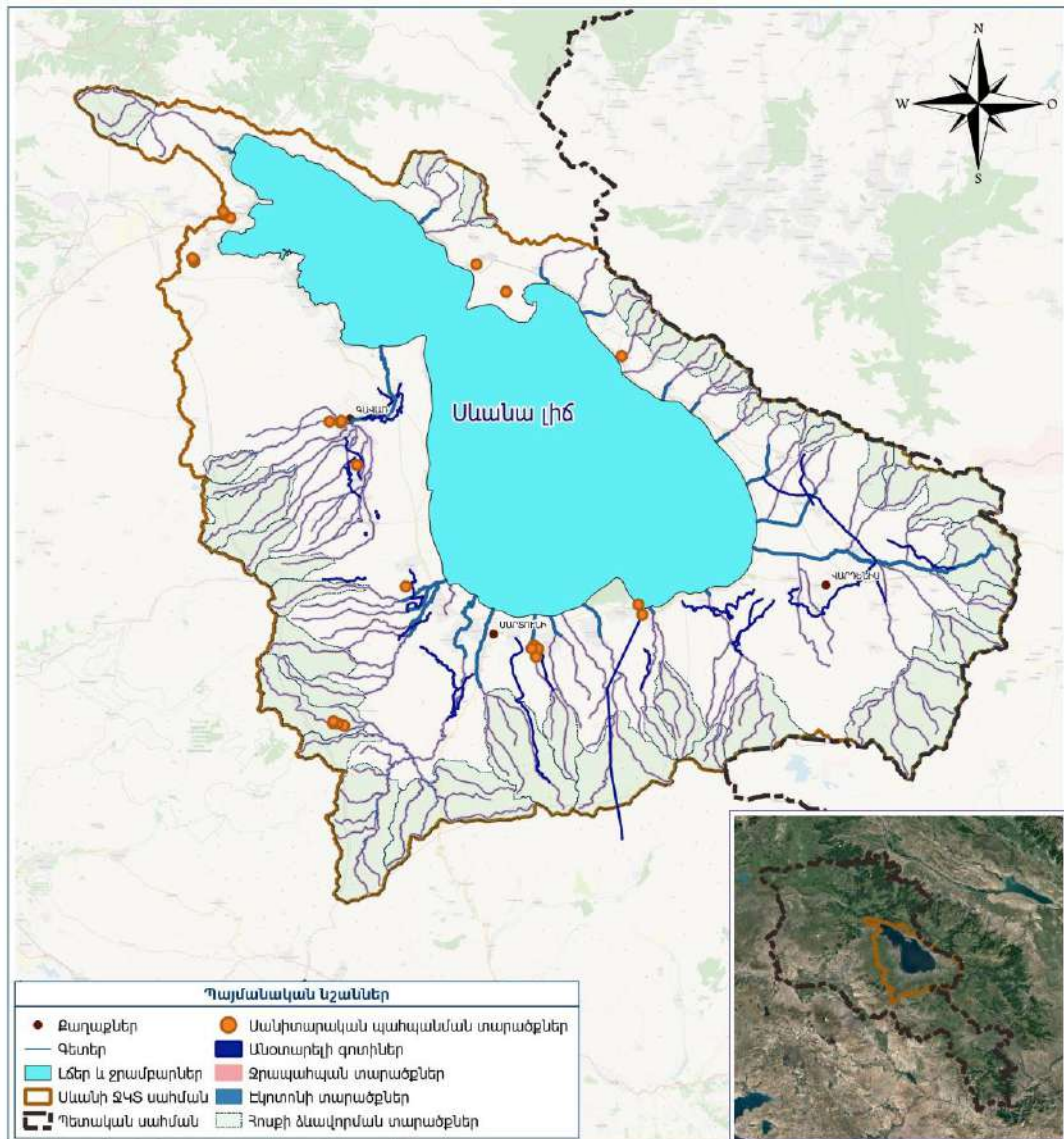 N
W
O
S
Սևանա լիճ
ԳԱՎԱՌ
ՎԱՐԴԵՆԻՍ
ՄԱՐՏՈՒՆԻ
Պայմանական նշաններ
Քաղաքներ
Սանիտարական պահպանման տարածքներ
Գետեր
Անօտարելի գոտիներ
Լճեր և ջրամբարներ
Ջրապահպան տարածքներ
Սևանի ՋԿՏ սահման
Էկոտոնի տարածքներ
Պետական սահման
Հոսքի ձևավորման տարածքներ